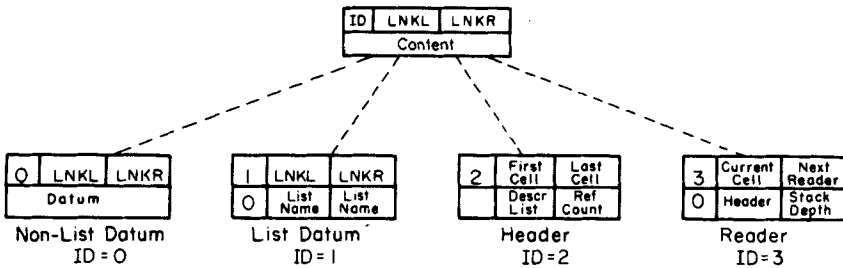 ID LNKL LNKR
Content
0 LNKL LNKR
Datum
Non-List Datum
ID=0
1 LNKL LNKR
0 List Name List Name
List Datum
ID=1
2 First Cell Last Cell
Descr List Ref Count
Header
ID=2
3 Current Cell Next Reader
0 Header Stack Depth
Reader
ID=3